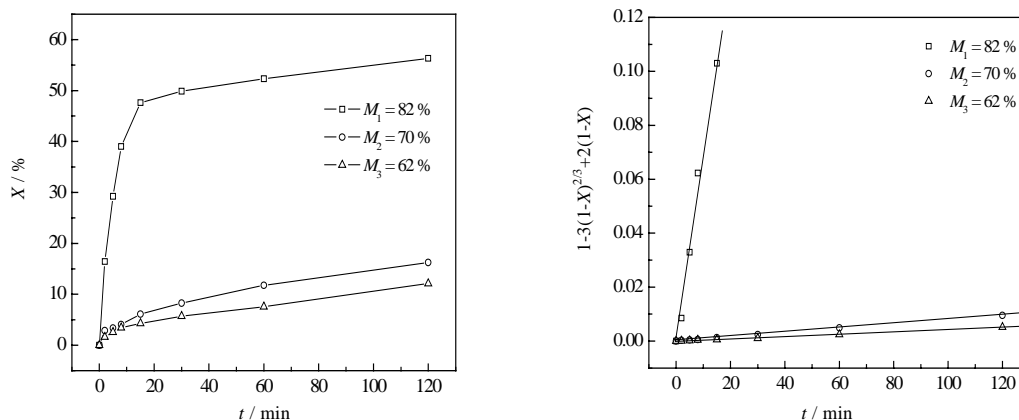 60
50
40
30
20
10
0
X / %
M1 = 82 %
M2 = 70 %
M3 = 62 %
0 20 40 60 80 100 120
t / min
0.12
0.10
0.08
0.06
0.04
0.02
0.00
1-3(1-X)^2/3+2(1-X)
M1 = 82 %
M2 = 70 %
M3 = 62 %
0 20 40 60 80 100 120
t / min